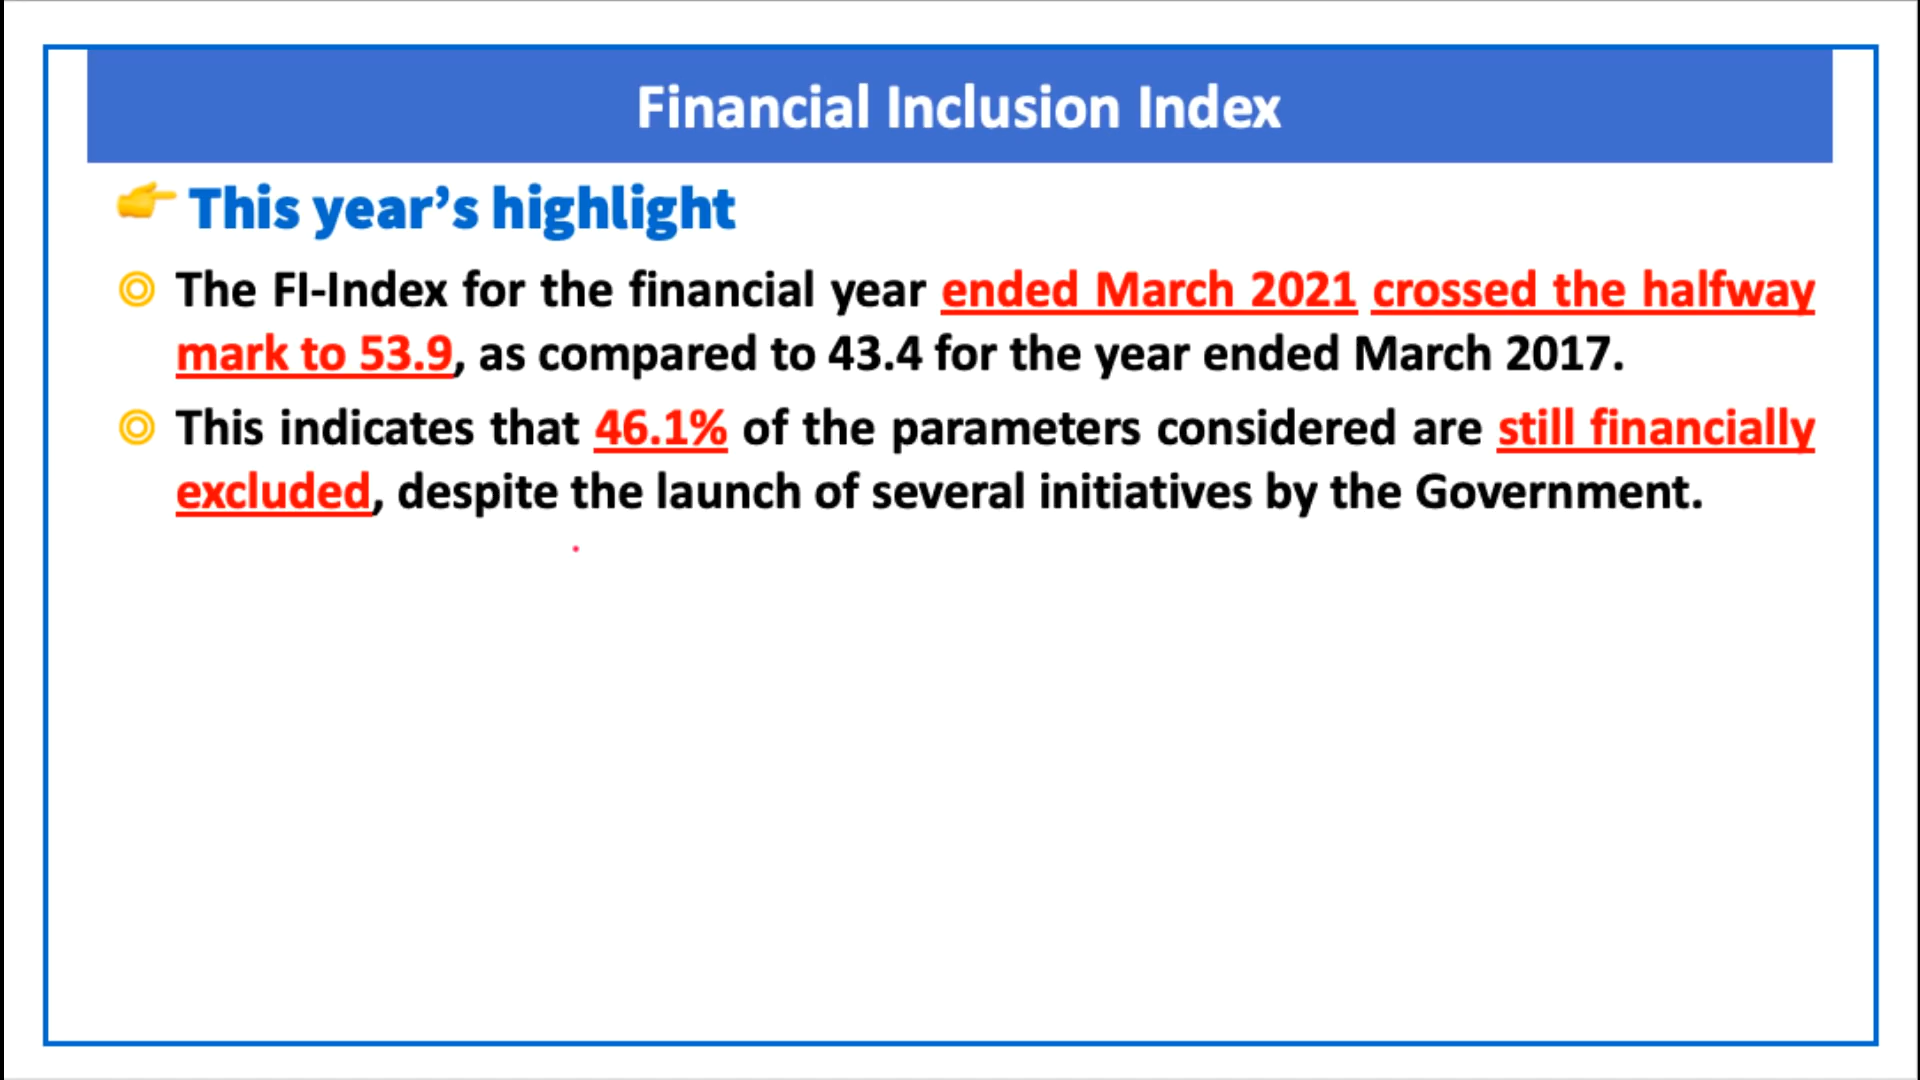 Financial Inclusion Index
This year’s highlight
The FI-Index for the financial year ended March 2021 crossed the halfway
mark to 53.9, as compared to 43.4 for the year ended March 2017.
This indicates that 46.1% of the parameters considered are still financially
excluded, despite the launch of several initiatives by the Government.